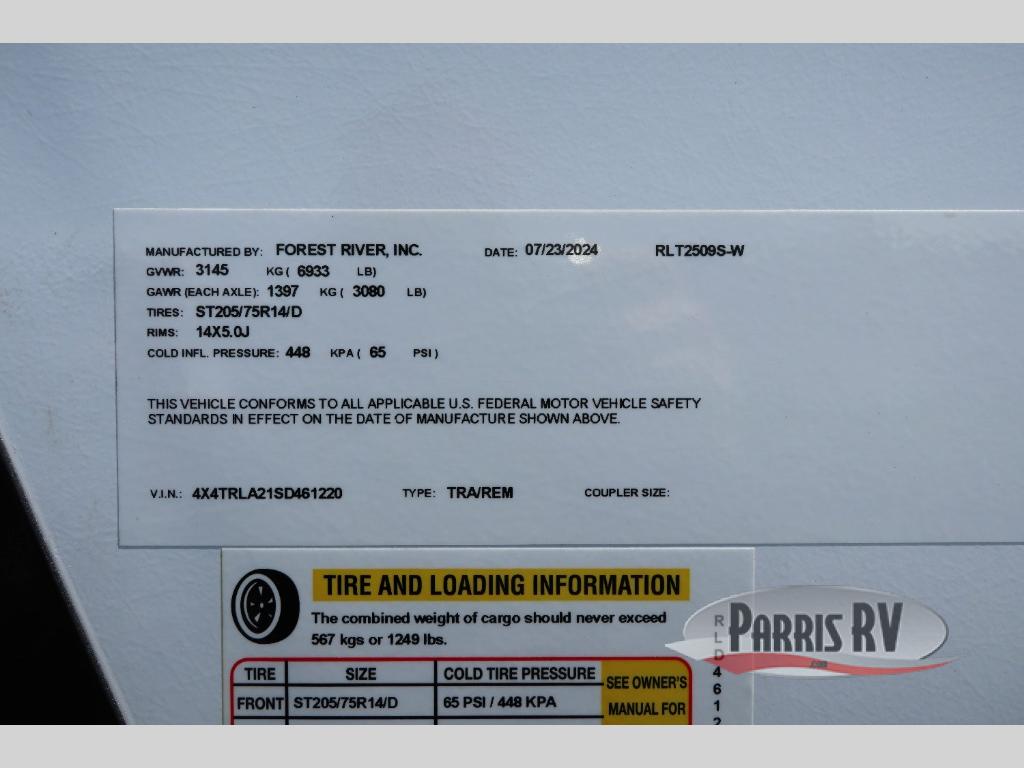 MANUFACTURED BY: FOREST RIVER, INC. DATE: 07/23/2024 RLT2509S-W
GVWR: 3145 KG ( 6933 LB)
GAWR (EACH AXLE): 1397 KG ( 3080 LB)
TIRES: ST205/75R14/D
RIMS: 14X5.0J
COLD INFL. PRESSURE: 448 KPA ( 65 PSI )
THIS VEHICLE CONFORMS TO ALL APPLICABLE U.S. FEDERAL MOTOR VEHICLE SAFETY
STANDARDS IN EFFECT ON THE DATE OF MANUFACTURE SHOWN ABOVE.
V.I.N.: 4X4TRLA21SD461220 TYPE: TRA/REM COUPLER SIZE:
TIRE AND LOADING INFORMATION
The combined weight of cargo should never exceed
567 kgs or 1249 lbs.
TIRE SIZE COLD TIRE PRESSURE SEE OWNER'S
FRONT ST205/75R14/D 65 PSI / 448 KPA MANUAL FOR
RLD4612
PARRIS RV
.com